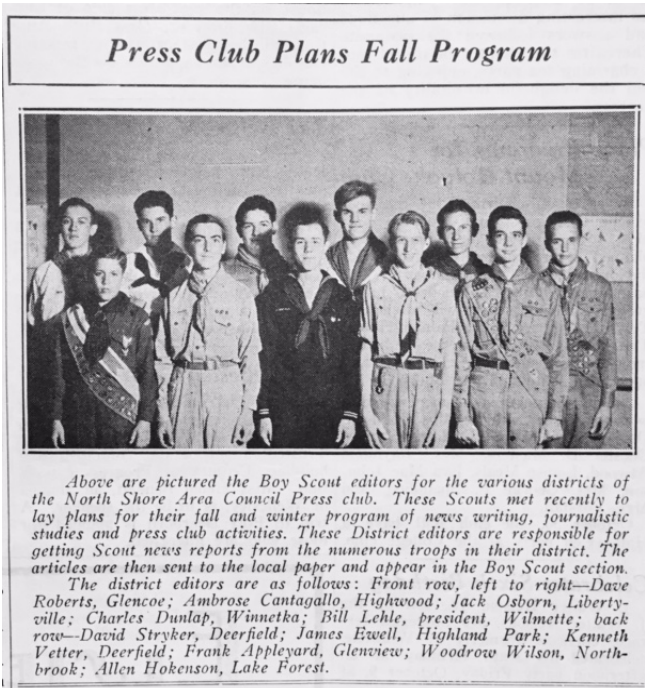 Press Club Plans Fall Program
Above are pictured the Boy Scout editors for the various districts of
the North Shore Area Council Press club. These Scouts met recently to
lay plans for their fall and winter program of news writing, journalistic
studies and press club activities. These District editors are responsible for
getting Scout news reports from the numerous troops in their district. The
articles are then sent to the local paper and appear in the Boy Scout section.
The district editors are as follows: Front row, left to right—Dave
Roberts, Glencoe; Ambrose Cantagallo, Highwood; Jack Osborn, Liberty-
ville; Charles Dunlap, Winnetka; Bill Lehle, president, Wilmette; back
row—David Stryker, Deerfield; James Ewell, Highland Park; Kenneth
Vetter, Deerfield; Frank Appleyard, Glenview; Woodrow Wilson, North-
brook; Allen Hokenson, Lake Forest.